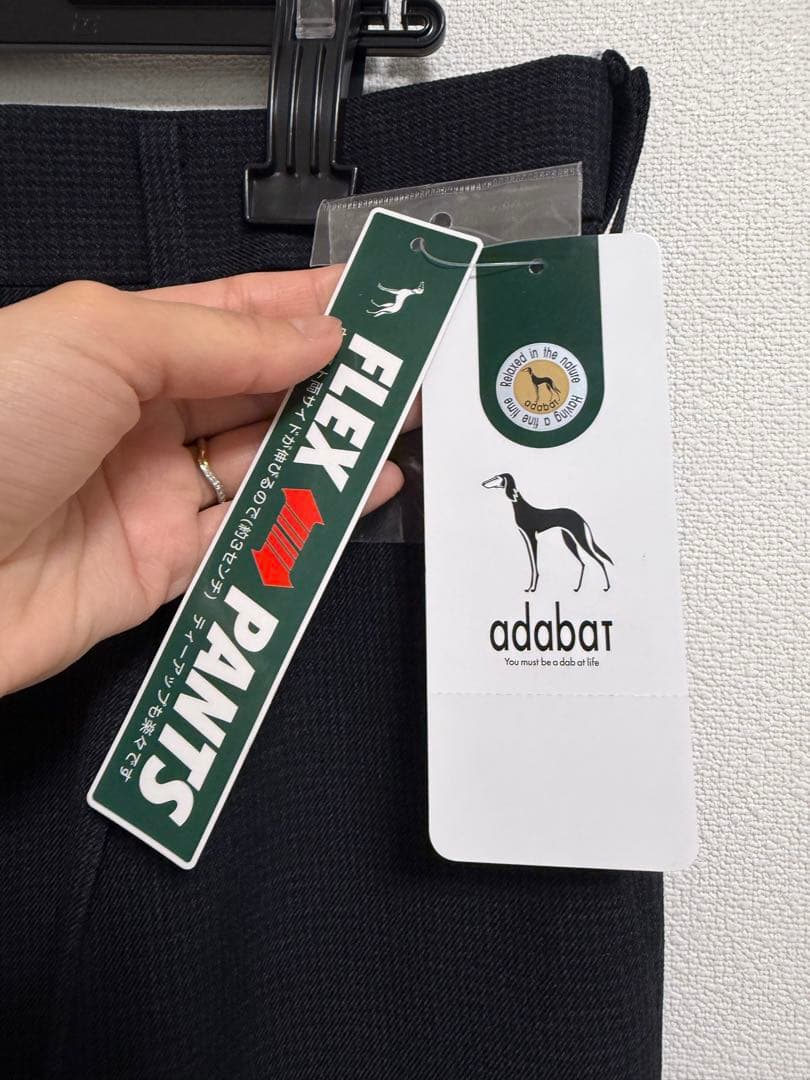 FLEX PANTS
ト両サイドが伸びるので(約3センチ) ティーアップも楽々です
Relaxed in the nature
Having a fine time
adabat
adabat
You must be a dab at life